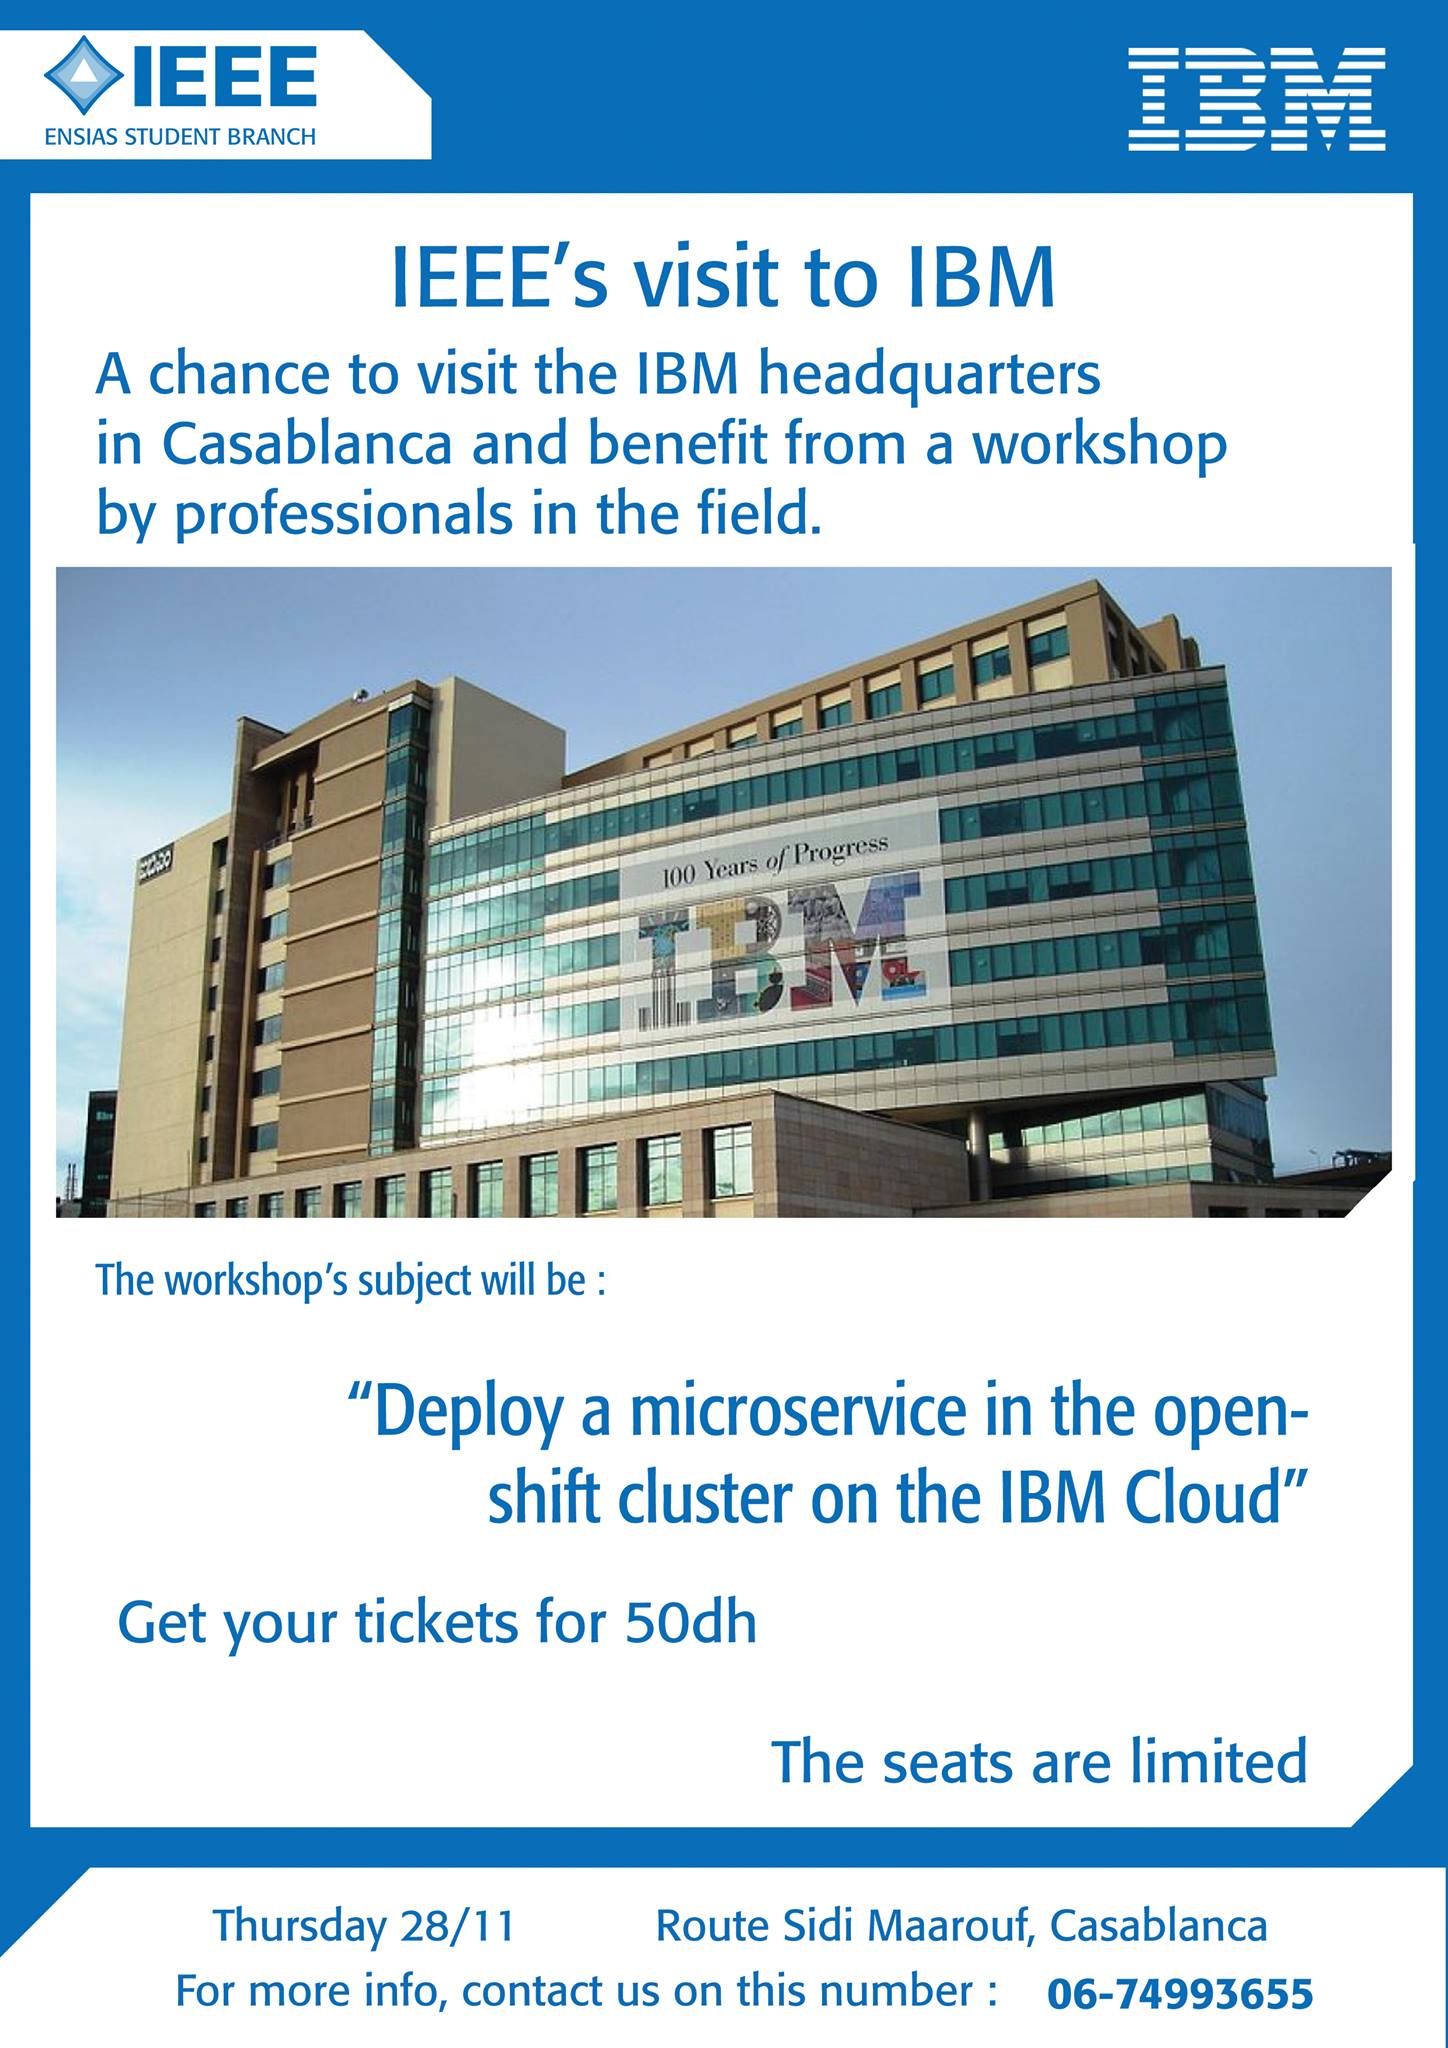 IEEE
ENSIAS STUDENT BRANCH
IBM
IEEE’s visit to IBM
A chance to visit the IBM headquarters
in Casablanca and benefit from a workshop
by professionals in the field.
100 Years of Progress
IBM
The workshop’s subject will be :
“Deploy a microservice in the open-
shift cluster on the IBM Cloud”
Get your tickets for 50dh
The seats are limited
Thursday 28/11
Route Sidi Maarouf, Casablanca
For more info, contact us on this number : 06-74993655